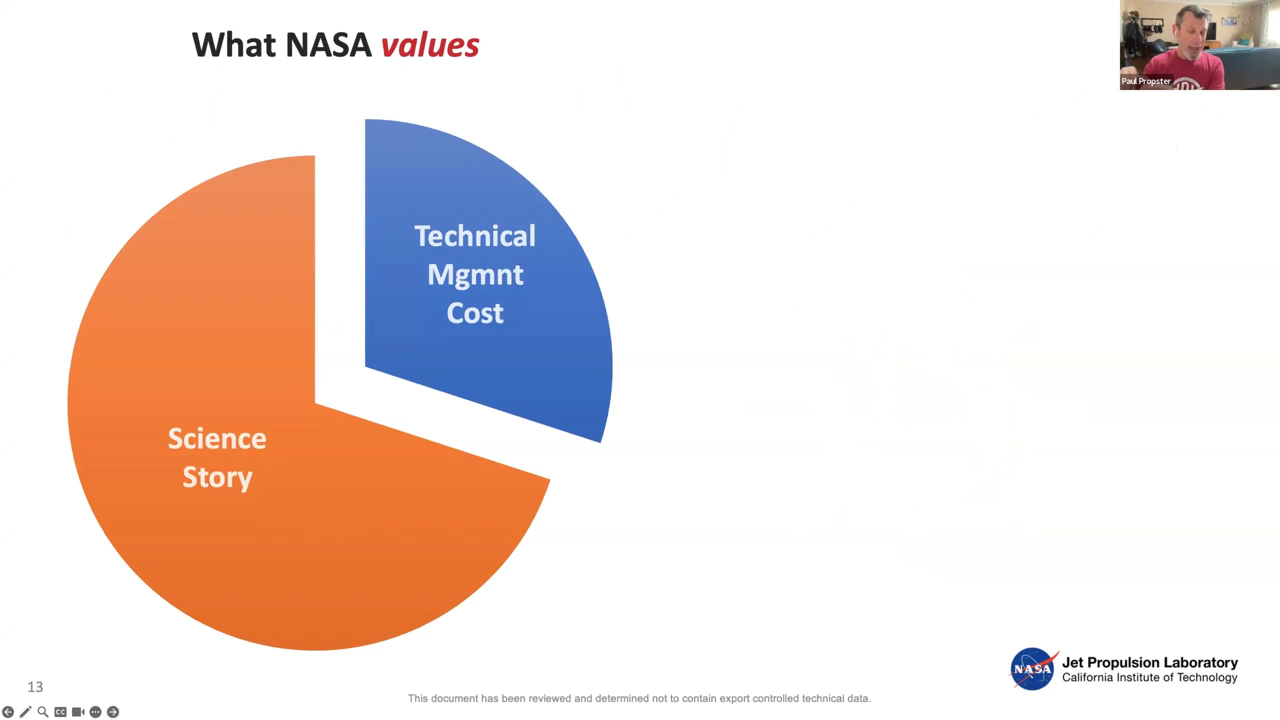 What NASA values
Paul Propster
Technical
Mgmnt
Cost
Science
Story
NASA
Jet Propulsion Laboratory
California Institute of Technology
13
This document has been reviewed and determined not to contain export controlled technical data.
CC